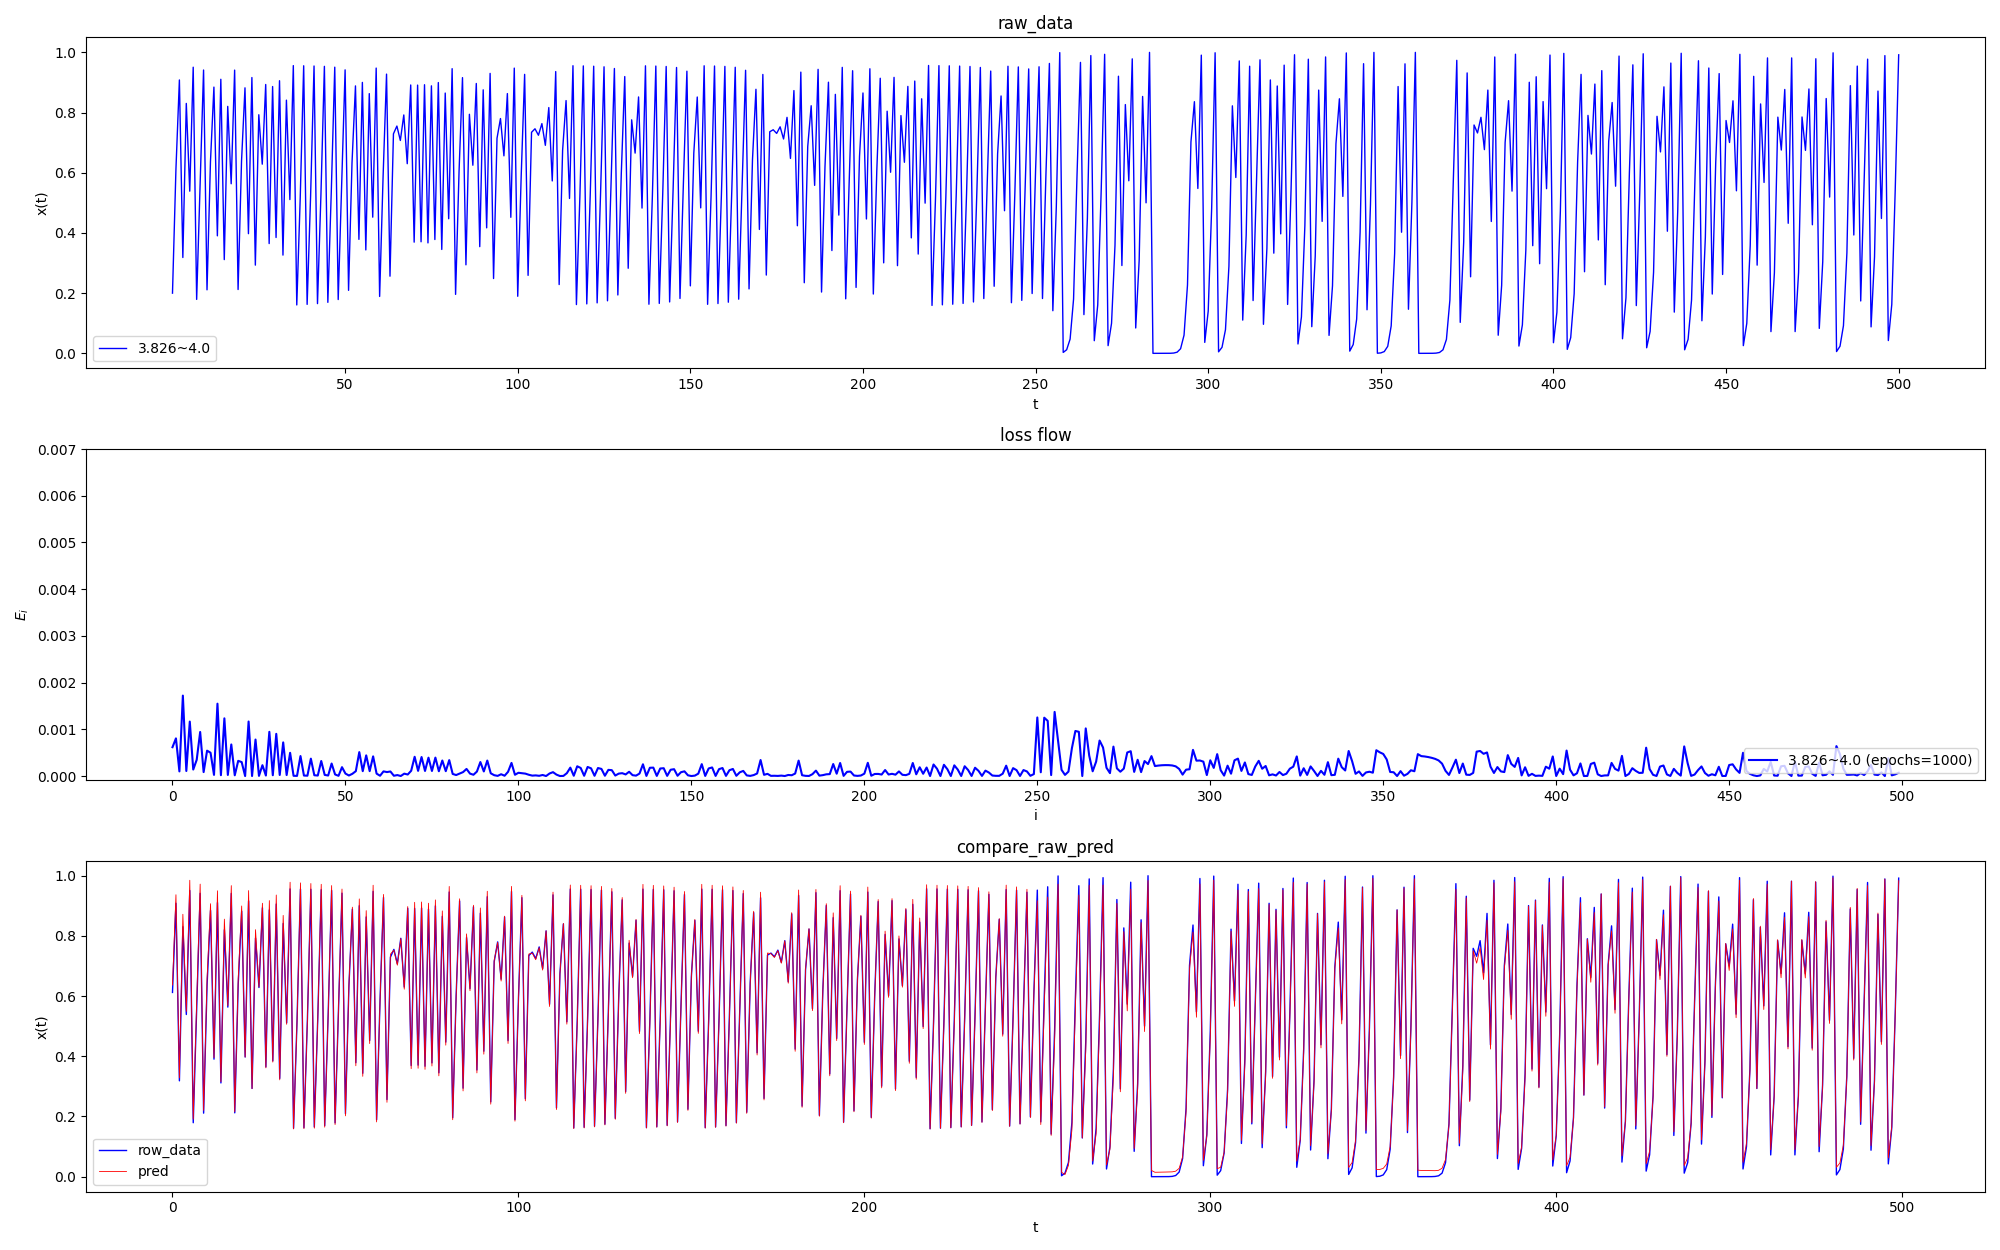 raw_data
1.0
0.8
0.6
0.4
0.2
0.0
x(t)
3.826~4.0
50 100 150 200 250 300 350 400 450 500
t
loss flow
0.007
0.006
0.005
0.004
0.003
0.002
0.001
0.000
E_i
3.826~4.0 (epochs=1000)
0 50 100 150 200 250 300 350 400 450 500
i
compare_raw_pred
1.0
0.8
0.6
0.4
0.2
0.0
x(t)
row_data
pred
0 100 200 300 400 500
t